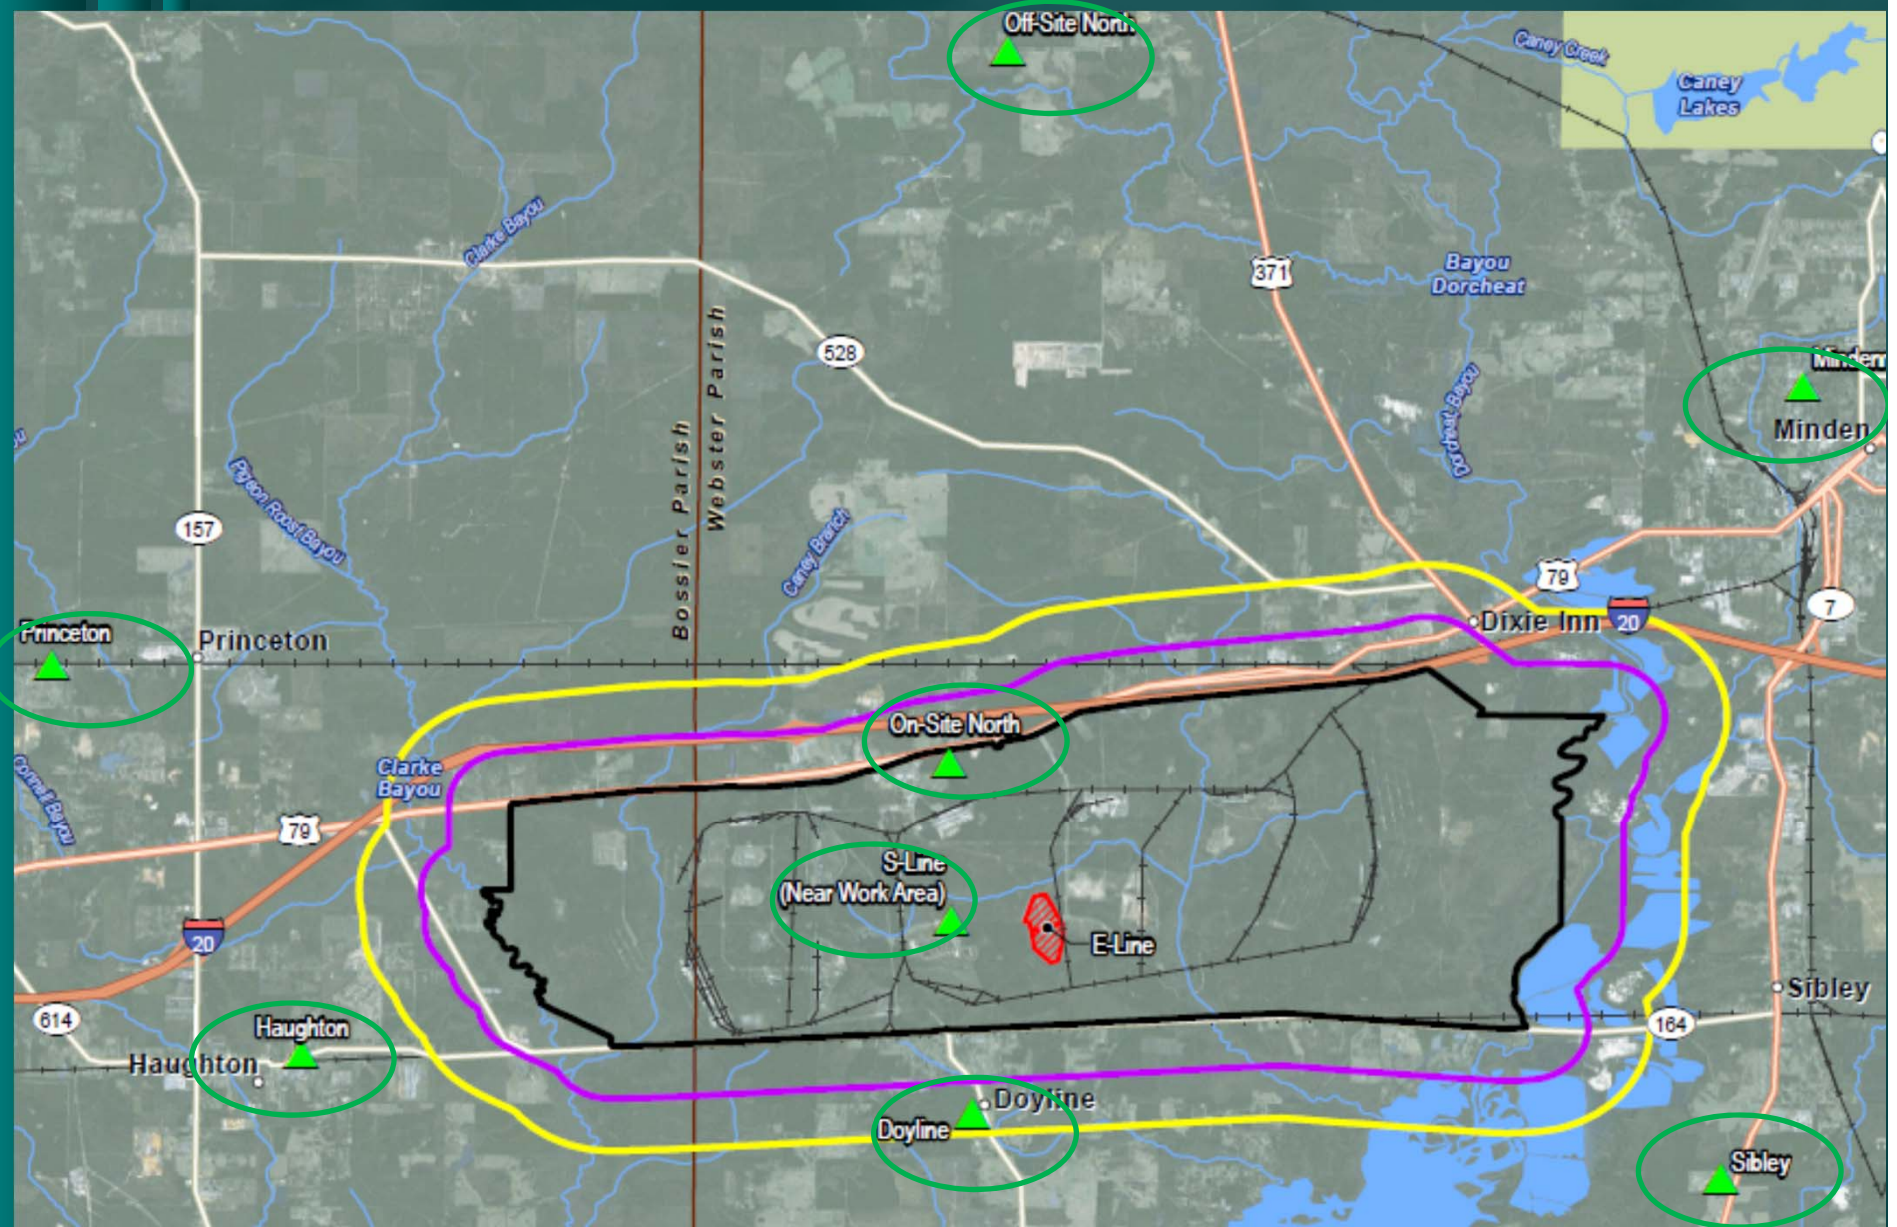 Off-Site North
Caney Creek
Caney
Lakes
Clarke Bayou
371
Bayou
Dorcheat
Bossier Parish
Webster Parish
528
Minden
Minden
Dorcheat Bayou
Pigeon Roost Bayou
157
Caney Branch
79
7
Princeton
Princeton
Dixie Inn
20
On-Site North
Clarke
Bayou
79
S-Line
(Near Work Area)
E-Line
20
Sibley
614
Haughton
164
Haughton
Doyline
Doyline
Sibley